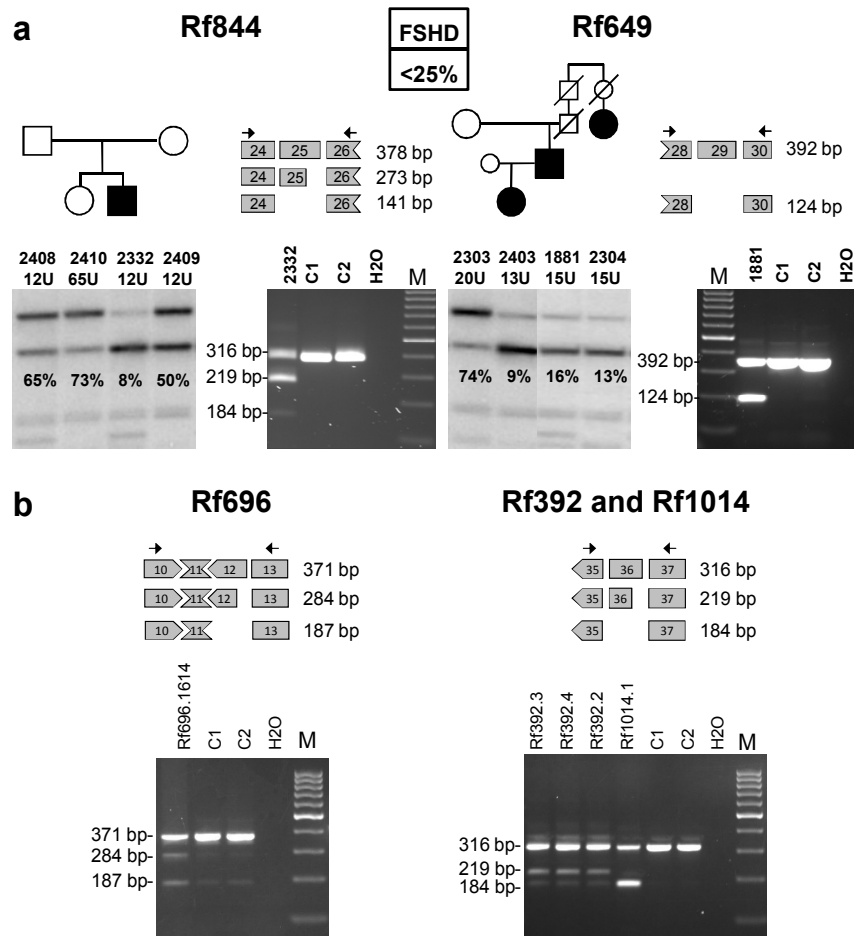 a
Rf844
FSHD
<25%
Rf649
24 25 26 378 bp
24 25 26 273 bp
24 26 141 bp
28 29 30 392 bp
28 30 124 bp
2408 2410 2332 2409
12U 65U 12U 12U
65% 73% 8% 50%
2332 C1 C2 H2O M
316 bp-
219 bp-
184 bp-
2303 2403 1881 2304
20U 13U 15U 15U
74% 9% 16% 13%
M 1881 C1 C2 H2O
392 bp-
124 bp-
b
Rf696
10 11 12 13 371 bp
10 11 12 13 284 bp
10 11 13 187 bp
Rf696.1614 C1 C2 H2O M
371 bp-
284 bp-
187 bp-
Rf392 and Rf1014
35 36 37 316 bp
35 36 37 219 bp
35 37 184 bp
Rf392.3 Rf392.4 Rf392.2 Rf1014.1 C1 C2 H2O M
316 bp-
219 bp-
184 bp-